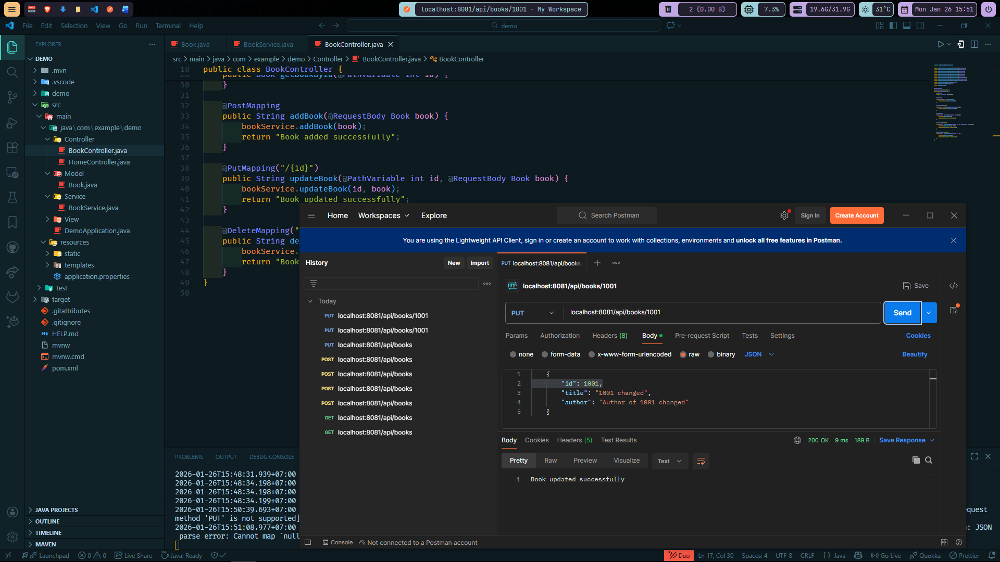 localhost:8081/api/books/1001 - My Workspace
2 (0.00 B)
7.3%
19.6G/31.9G
31°C
Mon Jan 26 15:51
File Edit Selection View Go Run Terminal Help
demo
EXPLORER
DEMO
.mvn
.vscode
demo
src
main
java\com\example\demo
Controller
BookController.java
HomeController.java
Model
Book.java
Service
BookService.java
View
DemoApplication.java
resources
static
templates
application.properties
test
target
.gitattributes
.gitignore
HELP.md
mvnw
mvnw.cmd
pom.xml
JAVA PROJECTS
OUTLINE
TIMELINE
MAVEN
Book.java
BookService.java
BookController.java
src > main > java > com > example > demo > Controller > BookController.java > BookController
18 public class BookController {
28 public Book getBookById(@PathVariable int id) {
30 }
31
32 @PostMapping
33 public String addBook(@RequestBody Book book) {
34 bookService.addBook(book);
35 return "Book added successfully";
36 }
37
38 @PutMapping("/{id}")
39 public String updateBook(@PathVariable int id, @RequestBody Book book) {
40 bookService.updateBook(id, book);
41 return "Book updated successfully";
42 }
43
44 @DeleteMapping("
45 public String de
46 bookService.
47 return "Book
48 }
49 }
50
PROBLEMS OUTPUT DEBUG CONSOLE
2026-01-26T15:48:31.939+07:00
2026-01-26T15:48:34.198+07:00
2026-01-26T15:48:34.198+07:00
2026-01-26T15:48:34.199+07:00
2026-01-26T15:50:39.693+07:00
quest
method 'PUT' is not supported]
2026-01-26T15:51:08.977+07:00
: JSON
parse error: Cannot map `null
Home Workspaces Explore
Search Postman
Sign In
Create Account
You are using the Lightweight API Client, sign in or create an account to work with collections, environments and unlock all free features in Postman.
History
New
Import
Today
PUT localhost:8081/api/books/1001
PUT localhost:8081/api/books/1001
PUT localhost:8081/api/books
POST localhost:8081/api/books
POST localhost:8081/api/books
POST localhost:8081/api/books
POST localhost:8081/api/books
GET localhost:8081/api/books
GET localhost:8081/api/books
PUT localhost:8081/api/books
HTTP localhost:8081/api/books/1001
Save
PUT
localhost:8081/api/books/1001
Send
Params Authorization Headers (8) Body Pre-request Script Tests Settings
Cookies
none form-data x-www-form-urlencoded raw binary JSON
Beautify
1 {
2 "id": 1001,
3 "title": "1001 changed",
4 "author": "Author of 1001 changed"
5 }
Body Cookies Headers (5) Test Results
200 OK 9 ms 189 B Save Response
Pretty Raw Preview Visualize Text
1 Book updated successfully
Console Not connected to a Postman account
Launchpad 0 0 Live Share Java: Ready
Duo Ln 17, Col 30 Spaces: 4 UTF-8 CRLF { } Java Go Live Quokka Prettier